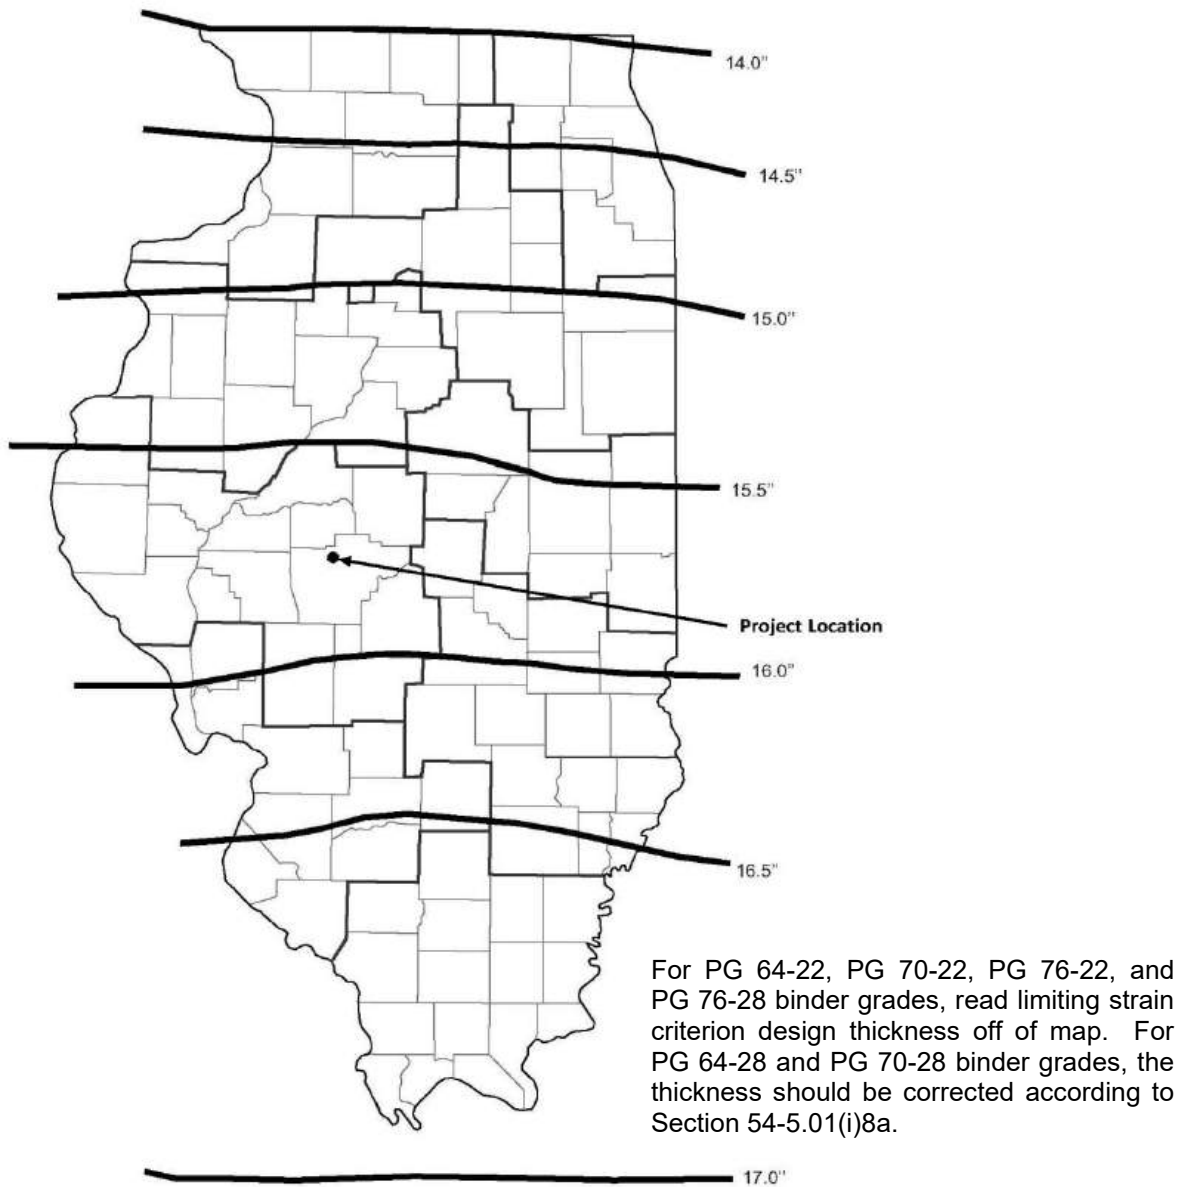 14.0"
14.5"
15.0"
15.5"
Project Location
16.0"
16.5"
For PG 64-22, PG 70-22, PG 76-22, and
PG 76-28 binder grades, read limiting strain
criterion design thickness off of map. For
PG 64-28 and PG 70-28 binder grades, the
thickness should be corrected according to
Section 54-5.01(i)8a.
17.0"